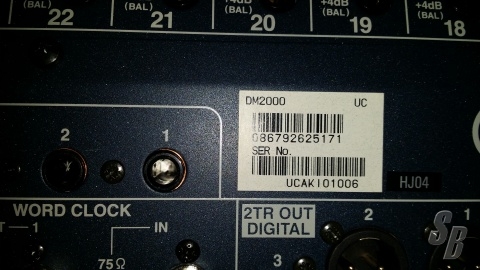 +4dB +4dB
(BAL) (BAL) (BAL) (BAL) (BAL)
22 21 20 19 18
DM2000 UC
086792625171
SER No.
UCAKI01006
HJ04
2 1
WORD CLOCK
1 IN
75Ω
2TR OUT
DIGITAL
2 1
3
SB